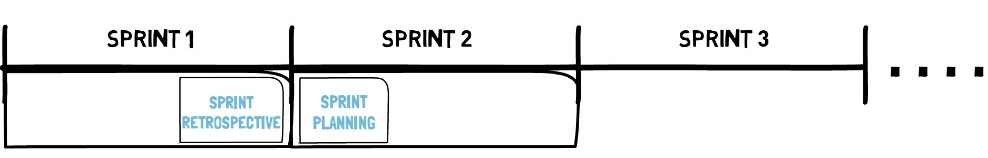 SPRINT 1
SPRINT 2
SPRINT 3
SPRINT
RETROSPECTIVE
SPRINT
PLANNING